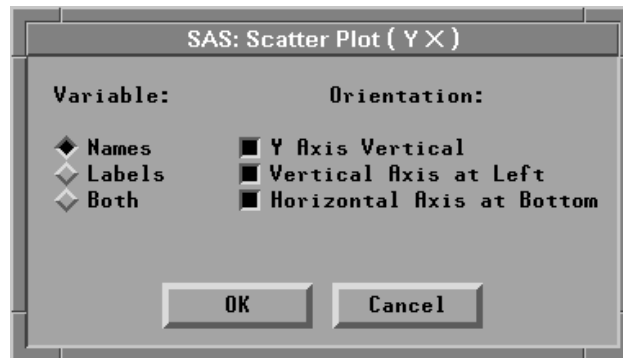 SAS: Scatter Plot ( Y X )
Variable:
Orientation:
Names
Y Axis Vertical
Labels
Vertical Axis at Left
Both
Horizontal Axis at Bottom
OK
Cancel